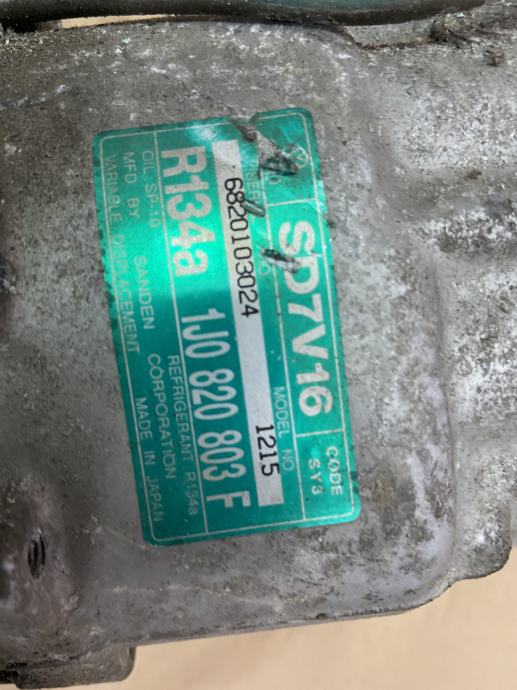 SD7V16
CODE
SY3
MODEL NO.
6820103024 1215
R134a 1J0 820 803 F
OIL: SP-10 REFRIGERANT R134a
MFD. BY SANDEN CORPORATION
VARIABLE DISPLACEMENT MADE IN JAPAN